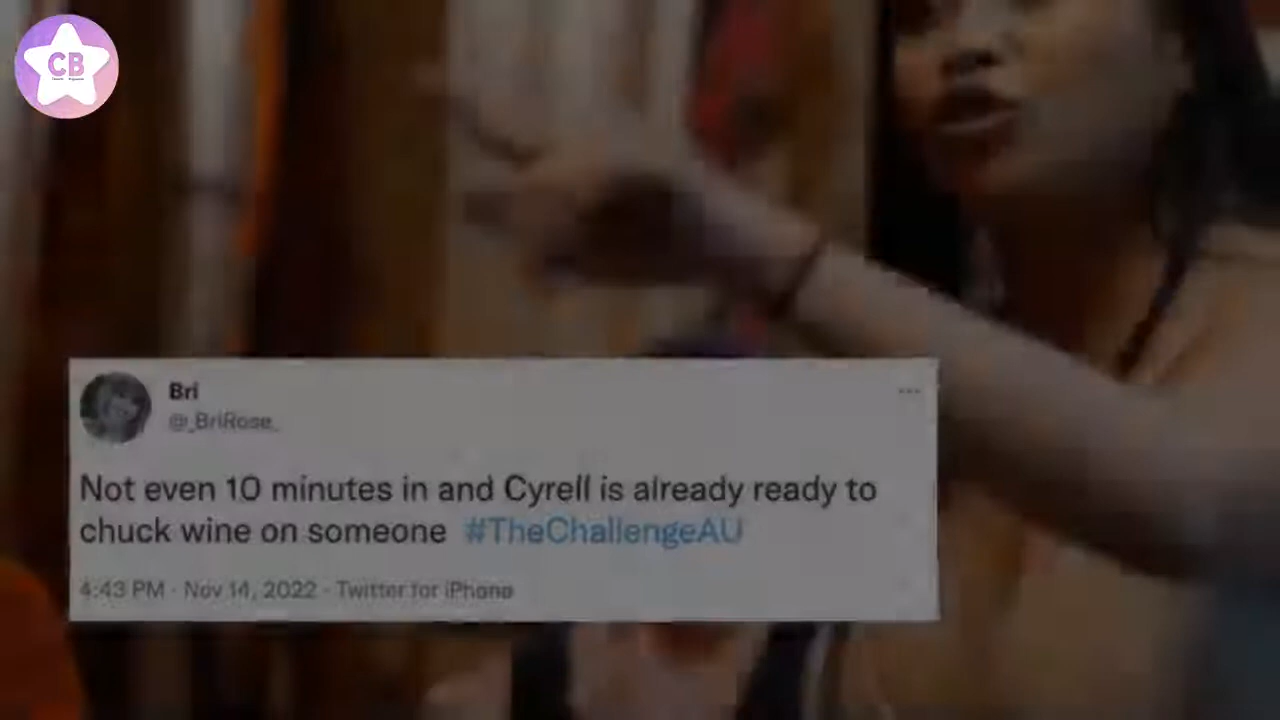 CB
Bri
@_BriRose_
...
Not even 10 minutes in and Cyrell is already ready to
chuck wine on someone #TheChallengeAU
4:43 PM · Nov 14, 2022 · Twitter for iPhone